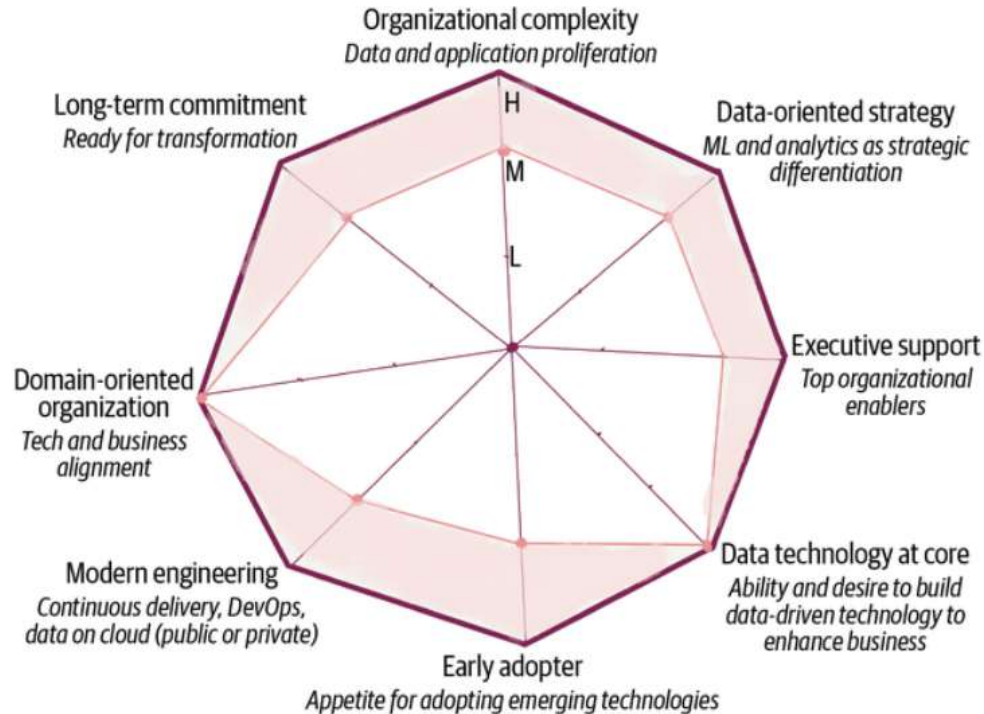 Organizational complexity
Data and application proliferation
Long-term commitment
Ready for transformation
H
Data-oriented strategy
ML and analytics as strategic
differentiation
M
L
Executive support
Top organizational
enablers
Domain-oriented
organization
Tech and business
alignment
Modern engineering
Continuous delivery, DevOps,
data on cloud (public or private)
Data technology at core
Ability and desire to build
data-driven technology to
enhance business
Early adopter
Appetite for adopting emerging technologies